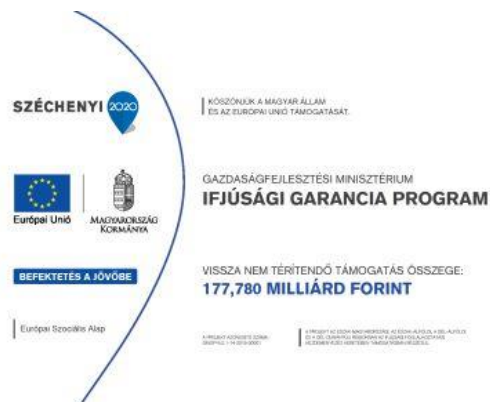 SZÉCHENYI 2020
KÖSZÖNJÜK A MAGYAR ÁLLAM
ÉS AZ EURÓPAI UNIÓ TÁMOGATÁSÁT.
Európai Unió
MAGYARORSZÁG
KORMÁNYA
GAZDASÁGFEJLESZTÉSI MINISZTÉRIUM
IFJÚSÁGI GARANCIA PROGRAM
BEFEKTETÉS A JÖVŐBE
VISSZA NEM TÉRÍTENDŐ TÁMOGATÁS ÖSSZEGE:
177,780 MILLIÁRD FORINT
Európai Szociális Alap